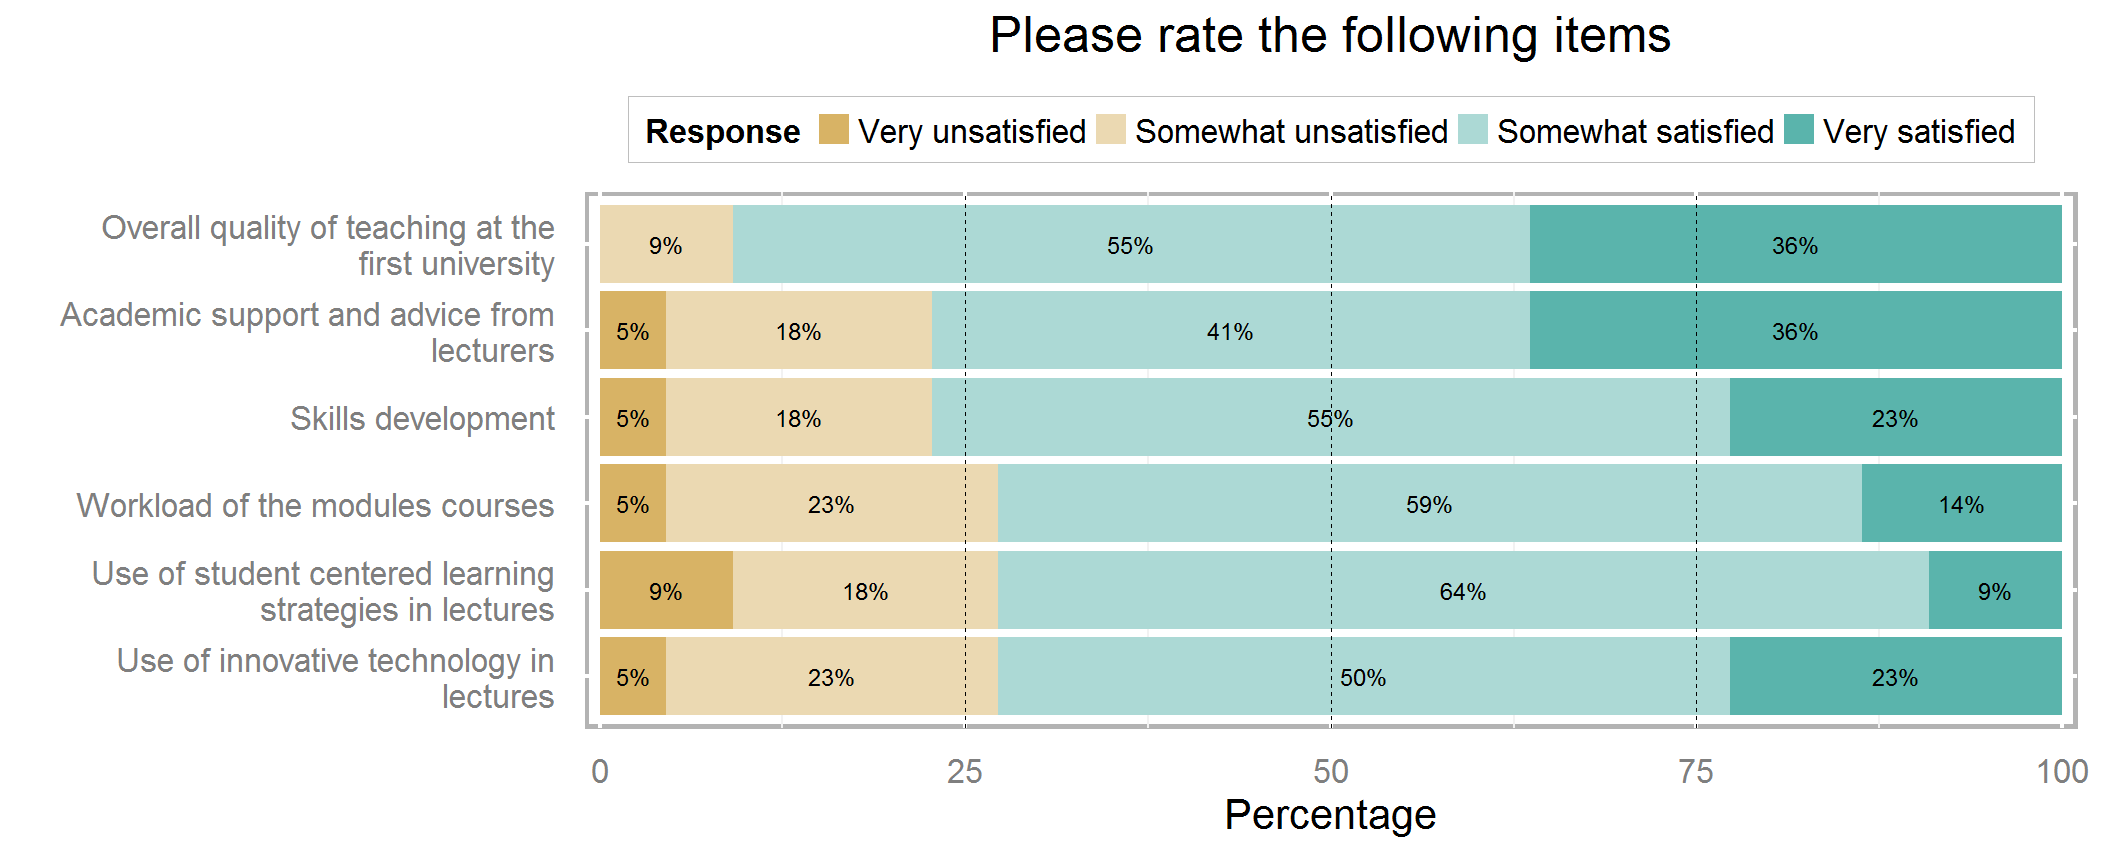 Please rate the following items
Response Very unsatisfied Somewhat unsatisfied Somewhat satisfied Very satisfied
Overall quality of teaching at the
first university
9% 55% 36%
Academic support and advice from
lecturers
5% 18% 41% 36%
Skills development
5% 18% 55% 23%
Workload of the modules courses
5% 23% 59% 14%
Use of student centered learning
strategies in lectures
9% 18% 64% 9%
Use of innovative technology in
lectures
5% 23% 50% 23%
0 25 50 75 100
Percentage